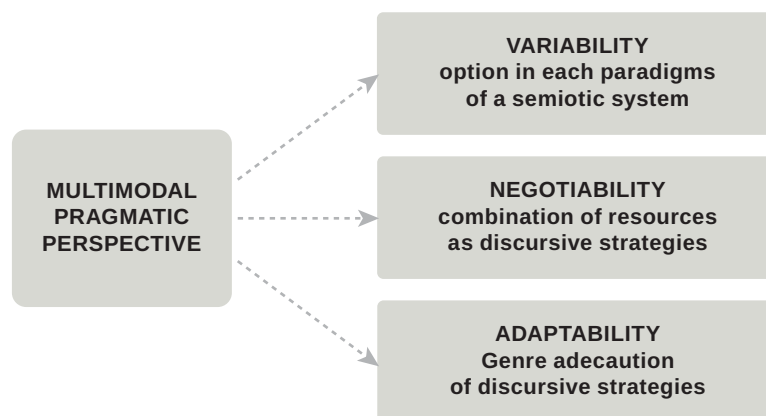 MULTIMODAL
PRAGMATIC
PERSPECTIVE
VARIABILITY
option in each paradigms
of a semiotic system
NEGOTIABILITY
combination of resources
as discursive strategies
ADAPTABILITY
Genre adecaution
of discursive strategies